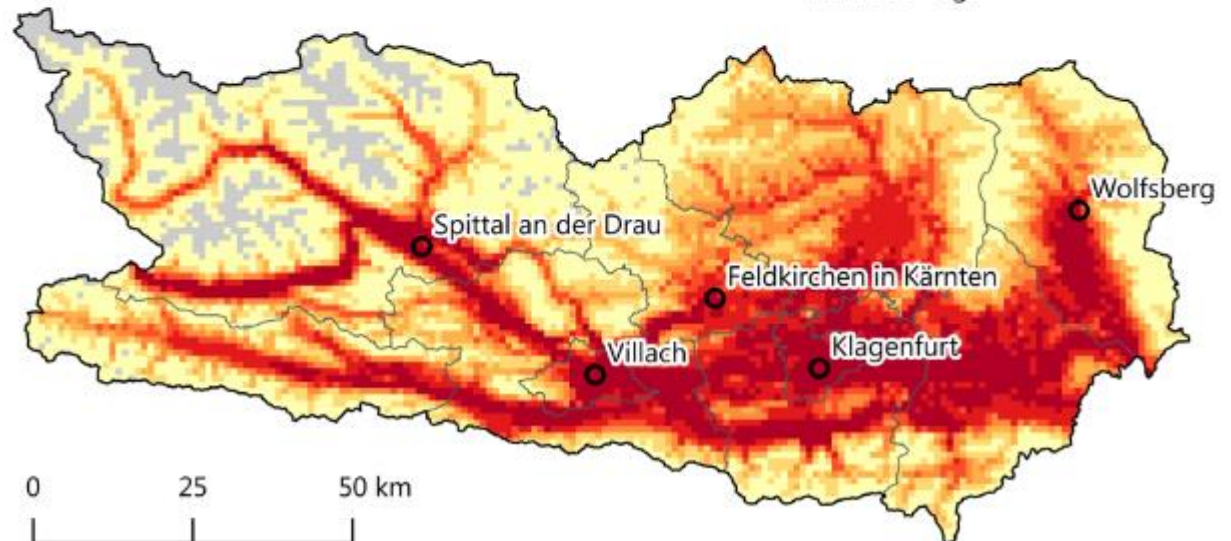 Wolfsberg
Spittal an der Drau
Feldkirchen in Kärnten
Villach
Klagenfurt
0 25 50 km